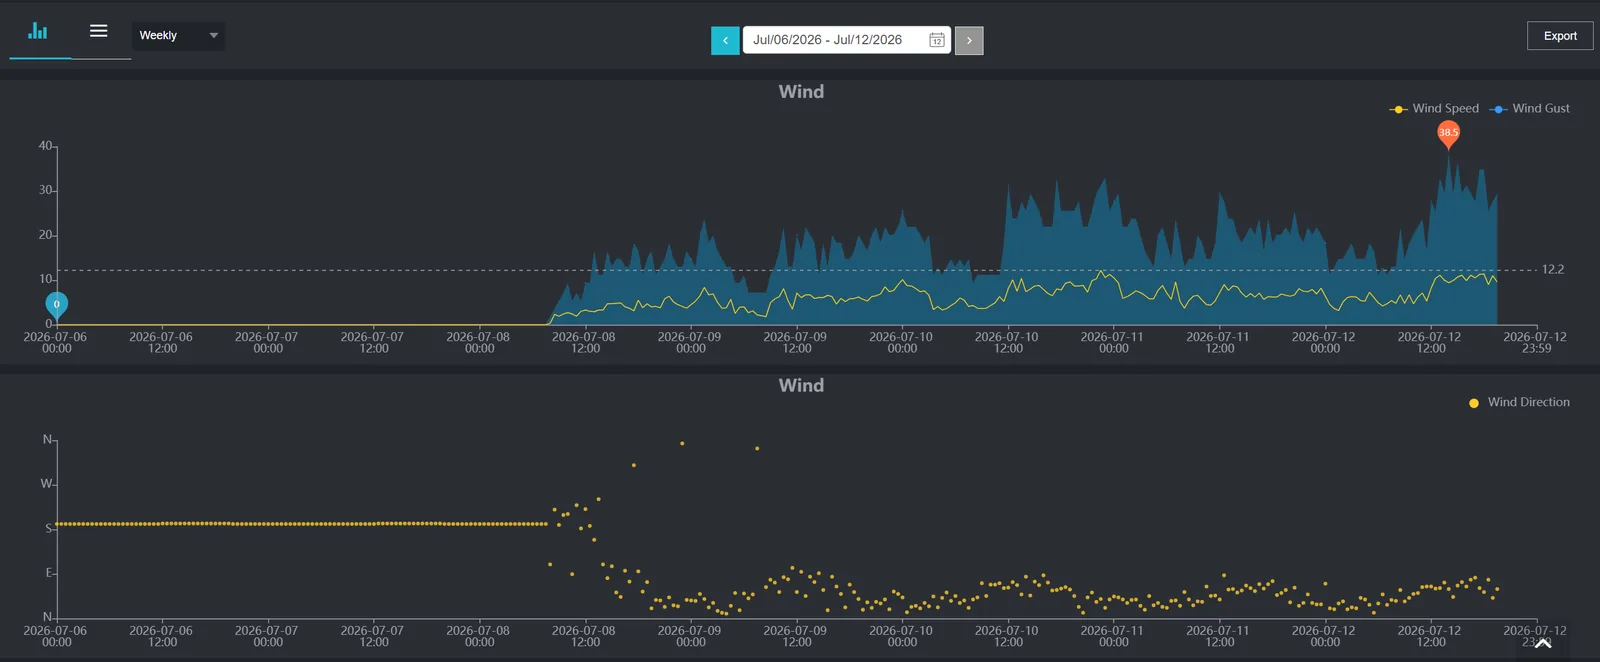 Weekly
Jul/06/2026 - Jul/12/2026
12
Export
Wind
Wind Speed Wind Gust
38.5
40
30
20
10
0
0
12.2
2026-07-06 2026-07-06 2026-07-07 2026-07-07 2026-07-08 2026-07-08 2026-07-09 2026-07-09 2026-07-10 2026-07-10 2026-07-11 2026-07-11 2026-07-12 2026-07-12 2026-07-12
00:00 12:00 00:00 12:00 00:00 12:00 00:00 12:00 00:00 12:00 00:00 12:00 00:00 12:00 23:59
Wind
Wind Direction
N
W
S
E
N
2026-07-06 2026-07-06 2026-07-07 2026-07-07 2026-07-08 2026-07-08 2026-07-09 2026-07-09 2026-07-10 2026-07-10 2026-07-11 2026-07-11 2026-07-12 2026-07-12 2026-07-12
00:00 12:00 00:00 12:00 00:00 12:00 00:00 12:00 00:00 12:00 00:00 12:00 00:00 12:00